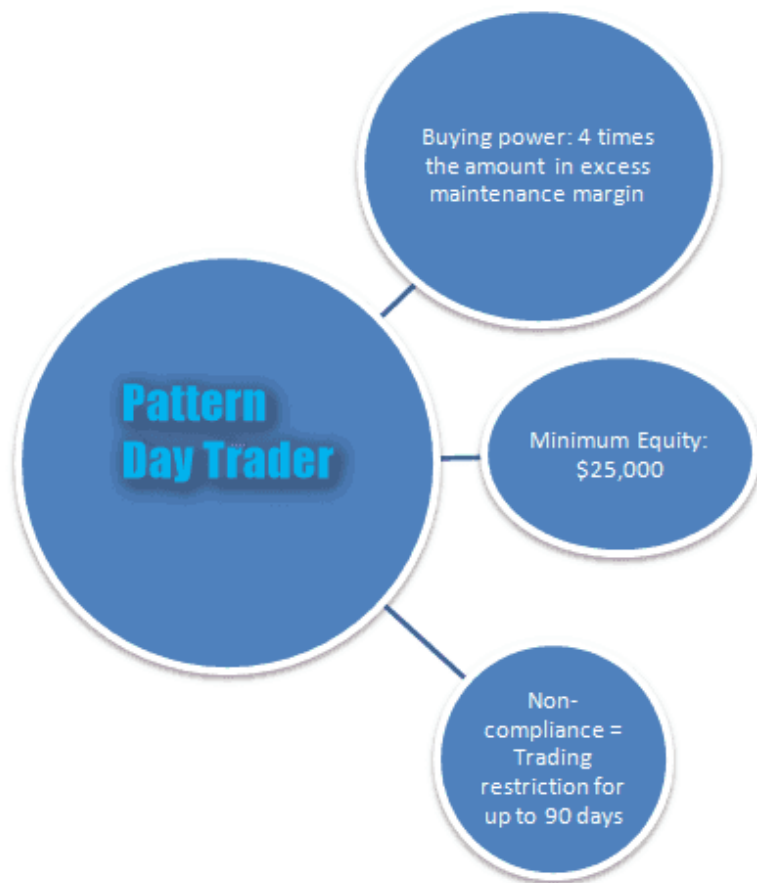 Buying power: 4 times
the amount in excess
maintenance margin
Pattern
Day Trader
Minimum Equity:
$25,000
Non-
compliance =
Trading
restriction for
up to 90 days